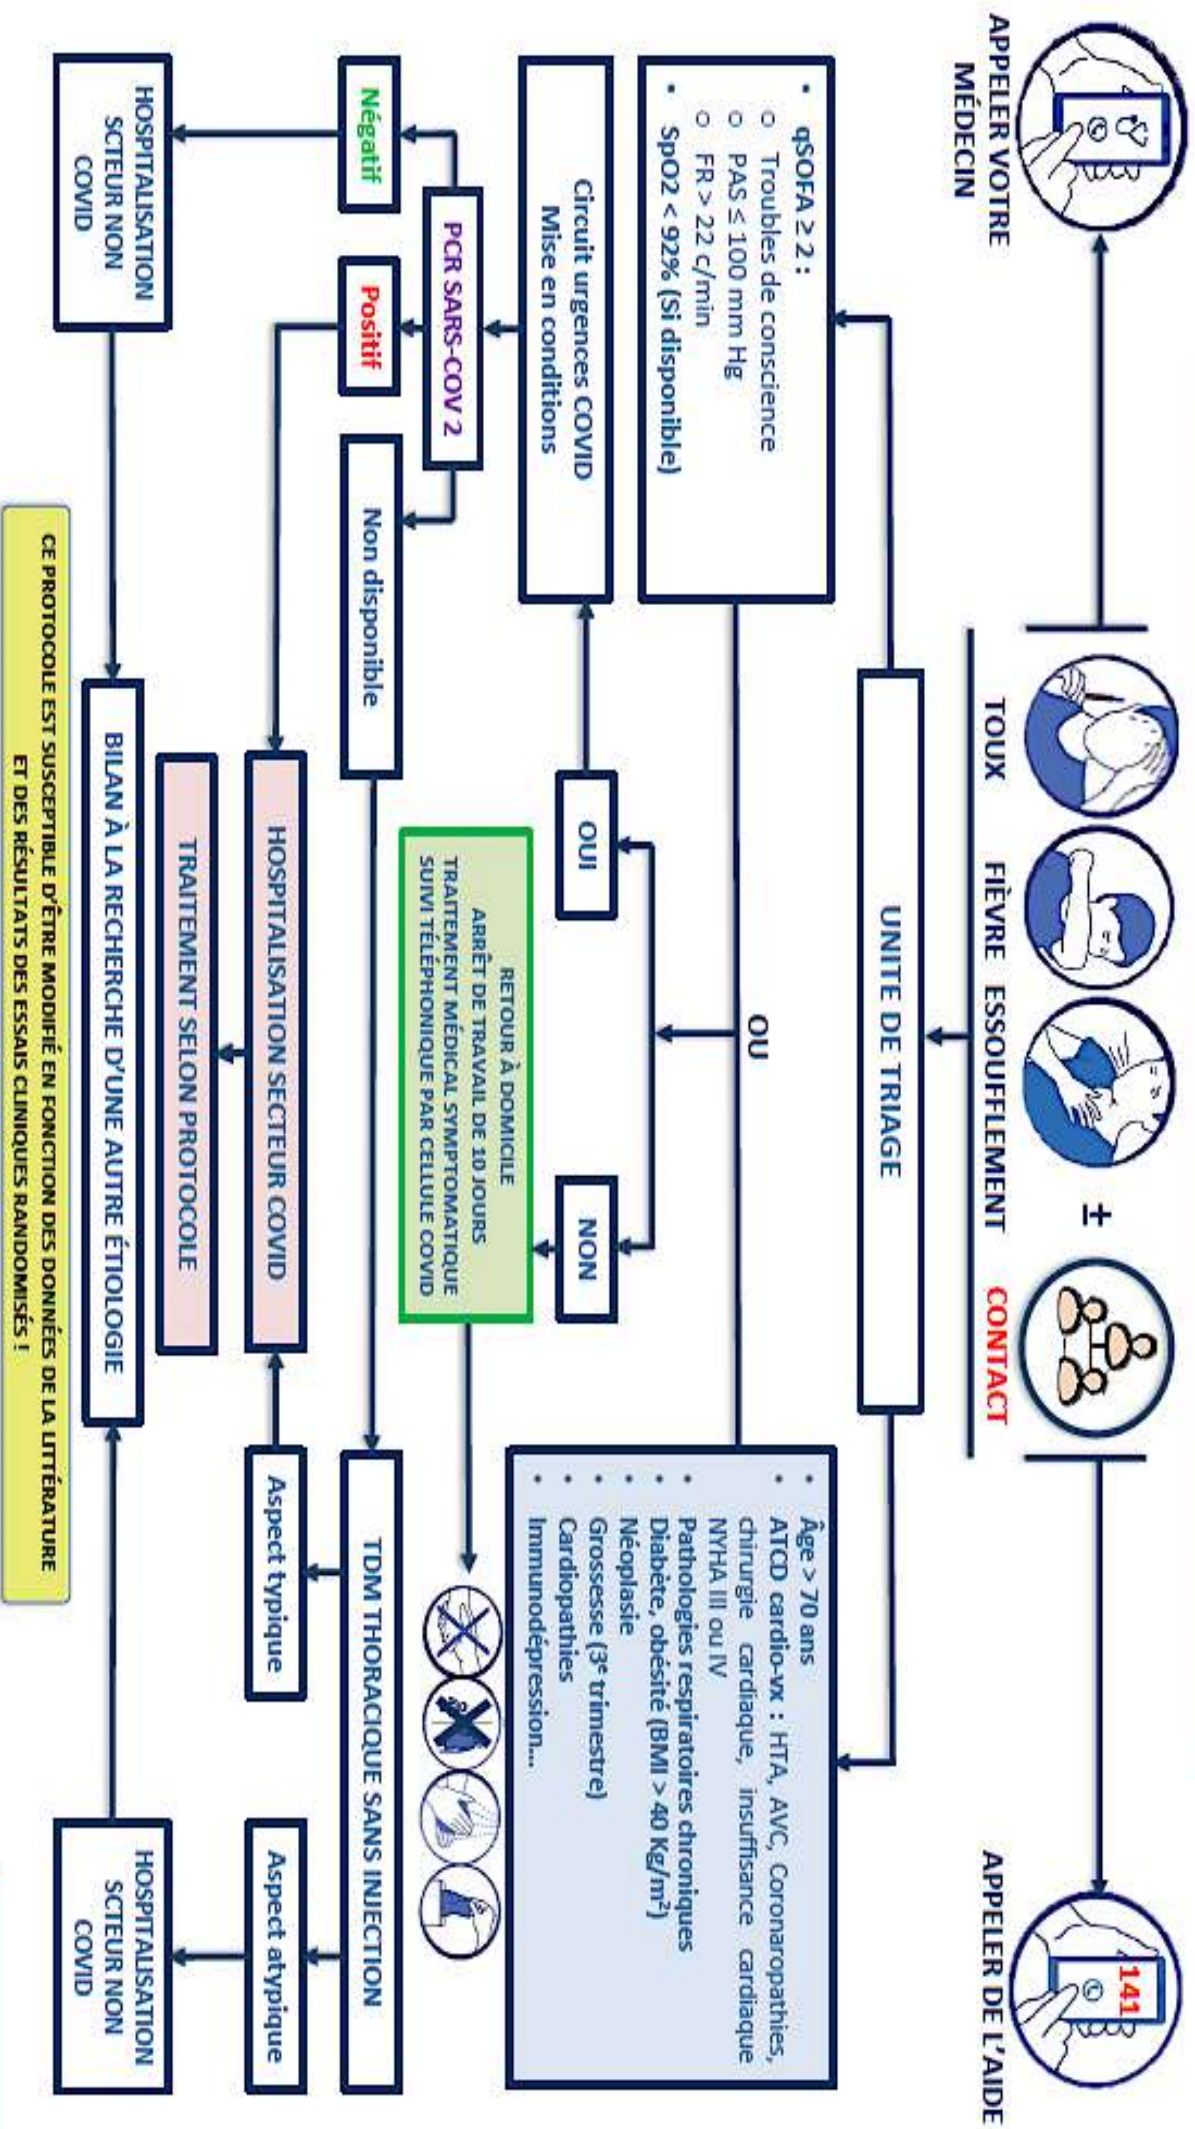 APPELER VOTRE
MÉDECIN
TOUX
FIÈVRE
ESSOUFFLEMENT
±
CONTACT
141
APPELER DE L'AIDE
UNITE DE TRIAGE
• qSOFA ≥ 2 :
○ Troubles de conscience
○ PAS ≤ 100 mm Hg
○ FR > 22 c/min
• SpO2 < 92% (Si disponible)
OU
• Âge > 70 ans
• ATCD cardio-vx : HTA, AVC, Coronaropathies,
chirurgie cardiaque, insuffisance cardiaque
NYHA III ou IV
• Pathologies respiratoires chroniques
• Diabète, obésité (BMI > 40 Kg/m²)
• Néoplasie
• Grossesse (3ᵉ trimestre)
• Cardiopathies
• Immunodépression...
OUI
NON
Circuit urgences COVID
Mise en conditions
RETOUR À DOMICILE
ARRÊT DE TRAVAIL DE 10 JOURS
TRAITEMENT MÉDICAL SYMPTOMATIQUE
SUIVI TÉLÉPHONIQUE PAR CELLULE COVID
PCR SARS-COV 2
Négatif
Positif
Non disponible
TDM THORACIQUE SANS INJECTION
HOSPITALISATION SECTEUR COVID
Aspect typique
Aspect atypique
TRAITEMENT SELON PROTOCOLE
HOSPITALISATION
SCTEUR NON
COVID
BILAN À LA RECHERCHE D'UNE AUTRE ÉTIOLOGIE
HOSPITALISATION
SCTEUR NON
COVID
CE PROTOCOLE EST SUSCEPTIBLE D'ÊTRE MODIFIÉ EN FONCTION DES DONNÉES DE LA LITTÉRATURE
ET DES RÉSULTATS DES ESSAIS CLINIQUES RANDOMISÉS !